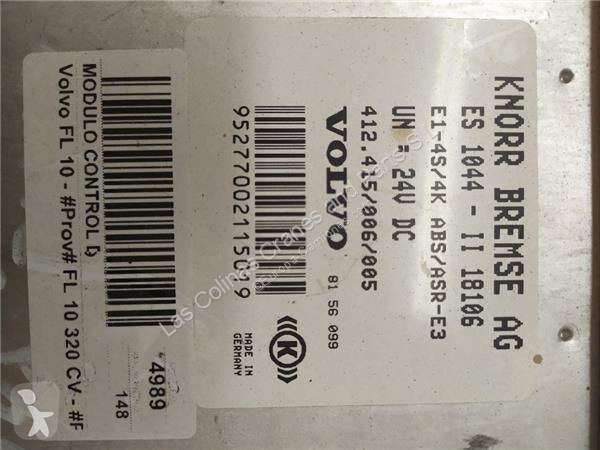 KNORR BREMSE AG
ES 1044 - II 18106
E1-4S/4K ABS/ASR-E3
UN = 24V DC
412.415/006/005
VOLVO
81 56 099
K
MADE IN
GERMANY
MODULO CONTROL D
Volvo FL 10 - #Prov# FL 10 320 CV - #F
4989
148
Las Colinas Cranes and Parts S